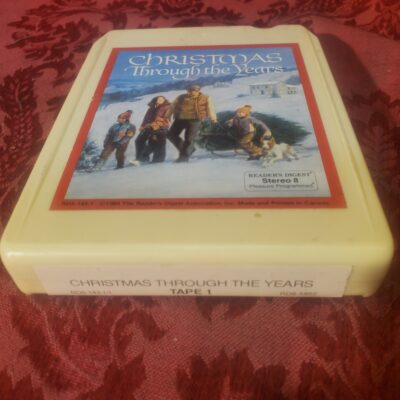 CHRISTMAS
Through the Years
READER'S DIGEST
Stereo 8
Pleasure Programmed
©1984 The Reader's Digest Association, Inc. Made and Printed in Canada
CHRISTMAS THROUGH THE YEARS
TAPE 1